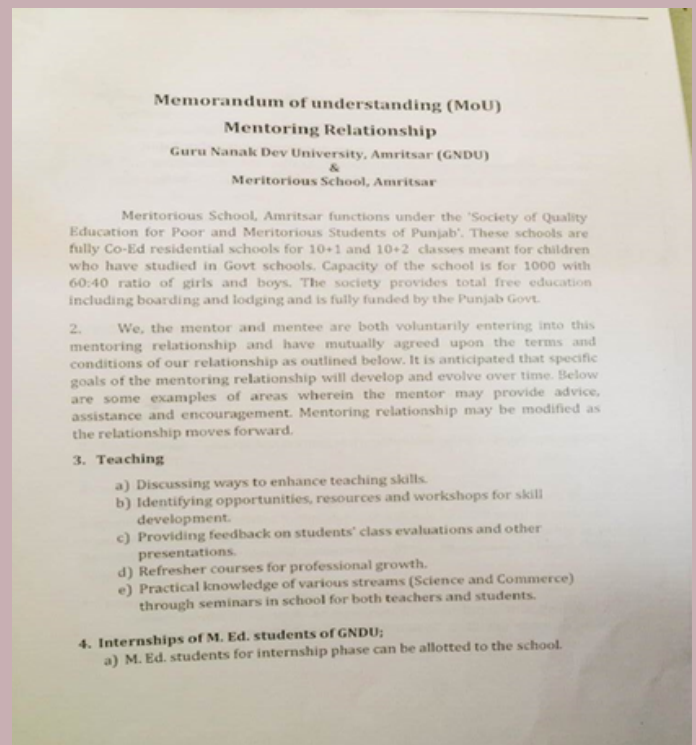 Memorandum of understanding (MoU)
Mentoring Relationship
Guru Nanak Dev University, Amritsar (GNDU)
&
Meritorious School, Amritsar
Meritorious School, Amritsar functions under the 'Society of Quality
Education for Poor and Meritorious Students of Punjab'. These schools are
fully Co-Ed residential schools for 10+1 and 10+2 classes meant for children
who have studied in Govt schools. Capacity of the school is for 1000 with
60:40 ratio of girls and boys. The society provides total free education
including boarding and lodging and is fully funded by the Punjab Govt.
2. We, the mentor and mentee are both voluntarily entering into this
mentoring relationship and have mutually agreed upon the terms and
conditions of our relationship as outlined below. It is anticipated that specific
goals of the mentoring relationship will develop and evolve over time. Below
are some examples of areas wherein the mentor may provide advice,
assistance and encouragement. Mentoring relationship may be modified as
the relationship moves forward.
3. Teaching
a) Discussing ways to enhance teaching skills.
b) Identifying opportunities, resources and workshops for skill
development.
c) Providing feedback on students' class evaluations and other
presentations.
d) Refresher courses for professional growth.
e) Practical knowledge of various streams (Science and Commerce)
through seminars in school for both teachers and students.
4. Internships of M. Ed. students of GNDU;
a) M. Ed. students for internship phase can be allotted to the school.